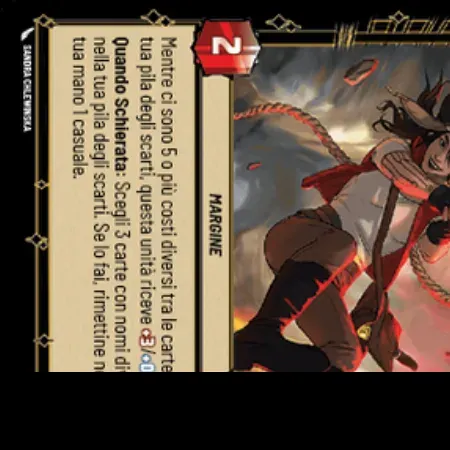 2
MARGINE
Mentre ci sono 5 o più costi diversi tra le carte
tua pila degli scarti, questa unità riceve +3/+0
Quando Schierata: Scegli 3 carte con nomi di
nella tua pila degli scarti. Se lo fai, rimettine
tua mano 1 casuale.
SANDRA CHLEWINSKA